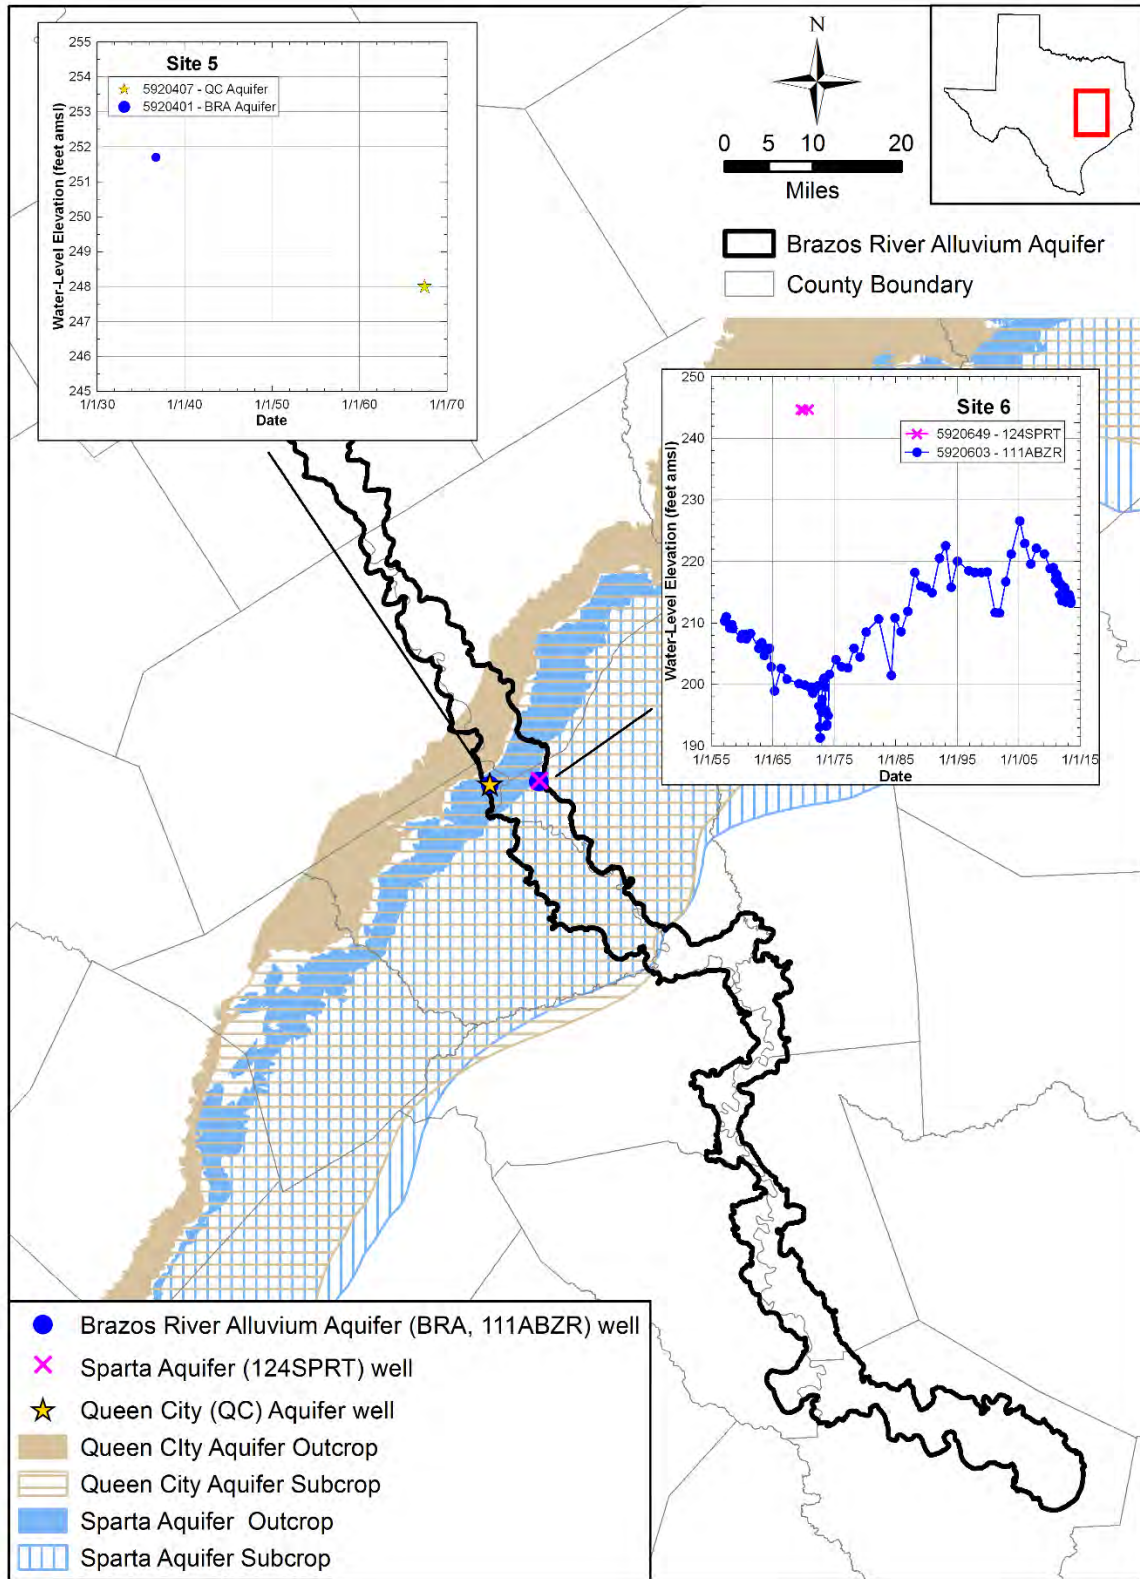 255
254
253
252
251
250
249
248
247
246
245
Water-Level Elevation (feet amsl)
Site 5
5920407 - QC Aquifer
5920401 - BRA Aquifer
1/1/30 1/1/40 1/1/50 1/1/60 1/1/70
Date
N
0 5 10 20
Miles
Brazos River Alluvium Aquifer
County Boundary
250
240
230
220
210
200
190
Water-Level Elevation (feet amsl)
Site 6
5920649 - 124SPRT
5920603 - 111ABZR
1/1/55 1/1/65 1/1/75 1/1/85 1/1/95 1/1/05 1/1/15
Date
Brazos River Alluvium Aquifer (BRA, 111ABZR) well
Sparta Aquifer (124SPRT) well
Queen City (QC) Aquifer well
Queen CIty Aquifer Outcrop
Queen City Aquifer Subcrop
Sparta Aquifer Outcrop
Sparta Aquifer Subcrop